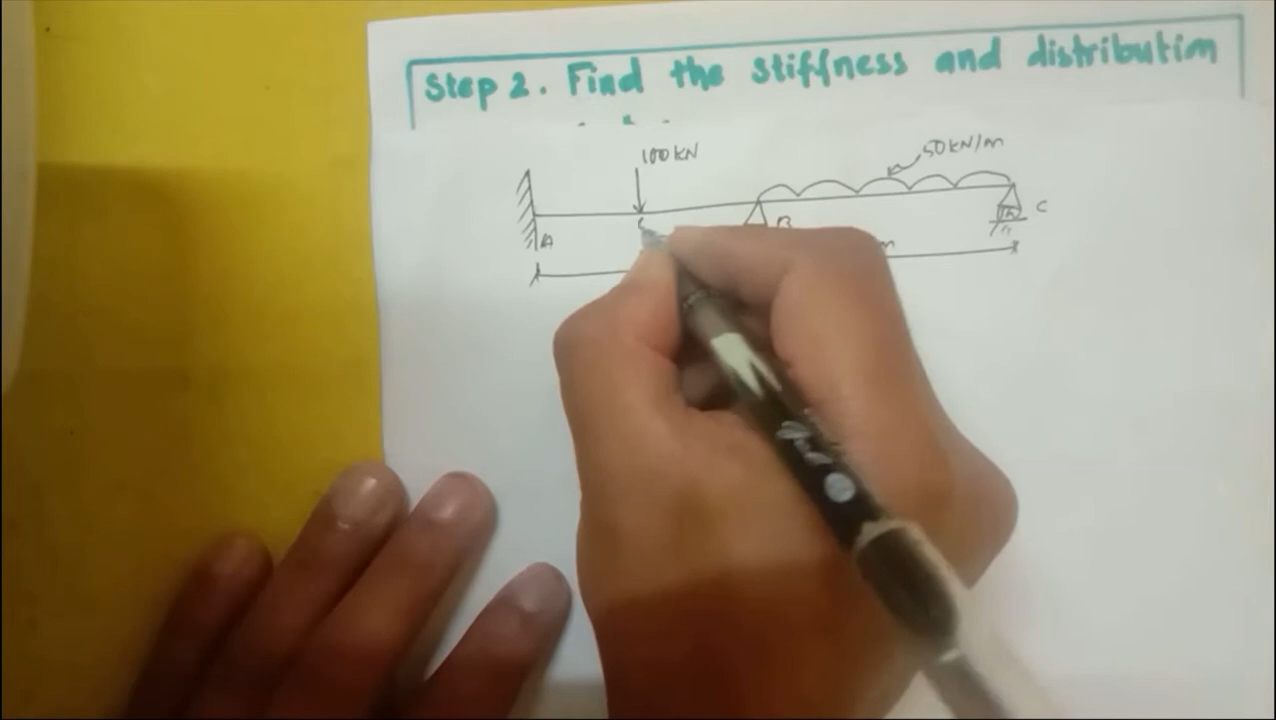 Step 2. Find the stiffness and distribution
100 KN
50 kN/m
A
B
C